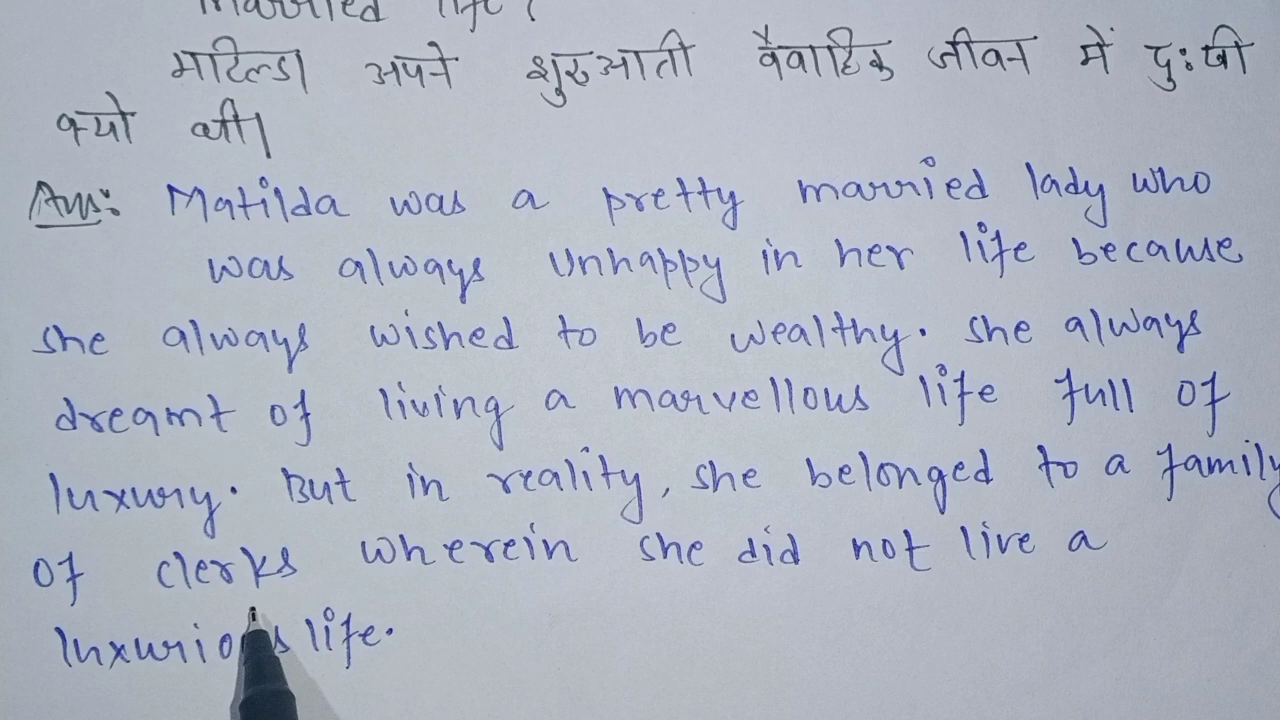 Married life?
माटिल्डा अपने शुरुआती वैवाहिक जीवन में दुःखी
क्यो थी।
Ans: Matilda was a pretty married lady who
was always unhappy in her life because
she always wished to be wealthy. She always
dreamt of living a marvellous life full of
luxury. But in reality, she belonged to a family
of clerks wherein she did not live a
luxurious life.